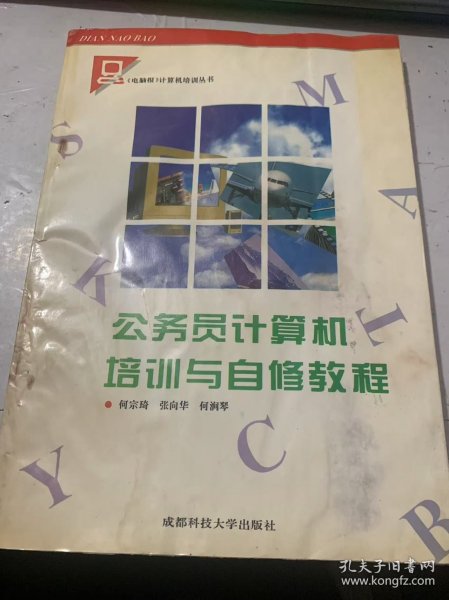 DIAN NAO BAO
《电脑报》计算机培训丛书
M
S
A
K
T
公务员计算机
培训与自修教程
何宗琦 张向华 何涧琴
Y
C
R
成都科技大学出版社
孔夫子旧书网
www.kongfz.com